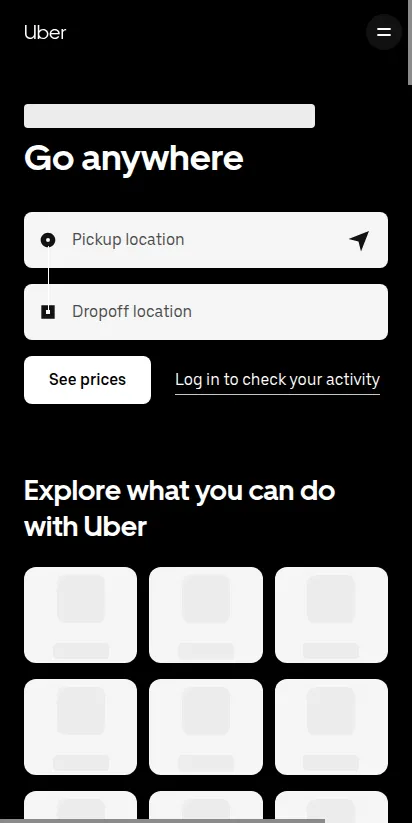 Uber
Go anywhere
Pickup location
Dropoff location
See prices
Log in to check your activity
Explore what you can do
with Uber